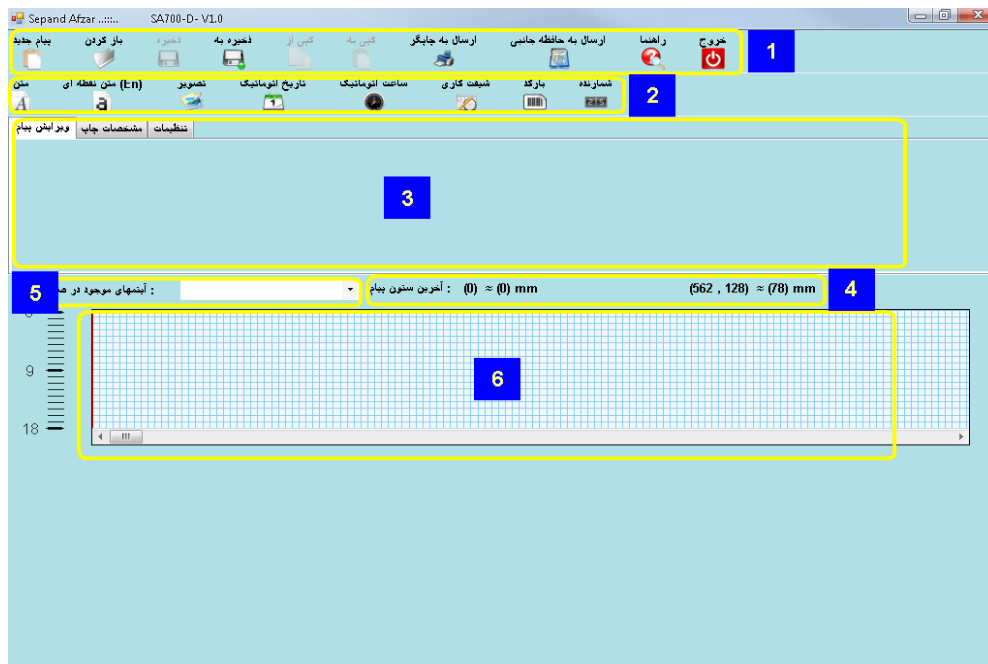 Sepand Afzar ..:::.. SA700-D- V1.0
پیام جدید باز کردن ذخیره ذخیره به کپی از کپی به ارسال به چاپگر ارسال به حافظه جانبی راهنما خروج
1
متن متن نقطه ای (En) تصویر تاریخ اتوماتیک ساعت اتوماتیک شیفت کاری بارکد شمارنده
2
ویرایش پیام مشخصات چاپ تنظیمات
3
5 آیتمهای موجود در : آخرین ستون پیام : (0) ≈ (0) mm (562 , 128) ≈ (78) mm 4
9
6
18